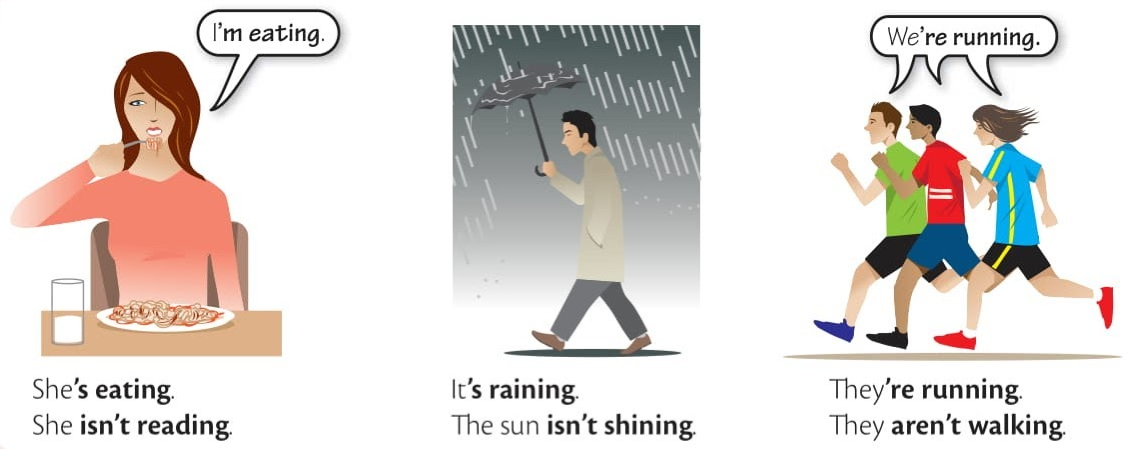 I'm eating.
She's eating.
She isn't reading.
It's raining.
The sun isn't shining.
We're running.
They're running.
They aren't walking.